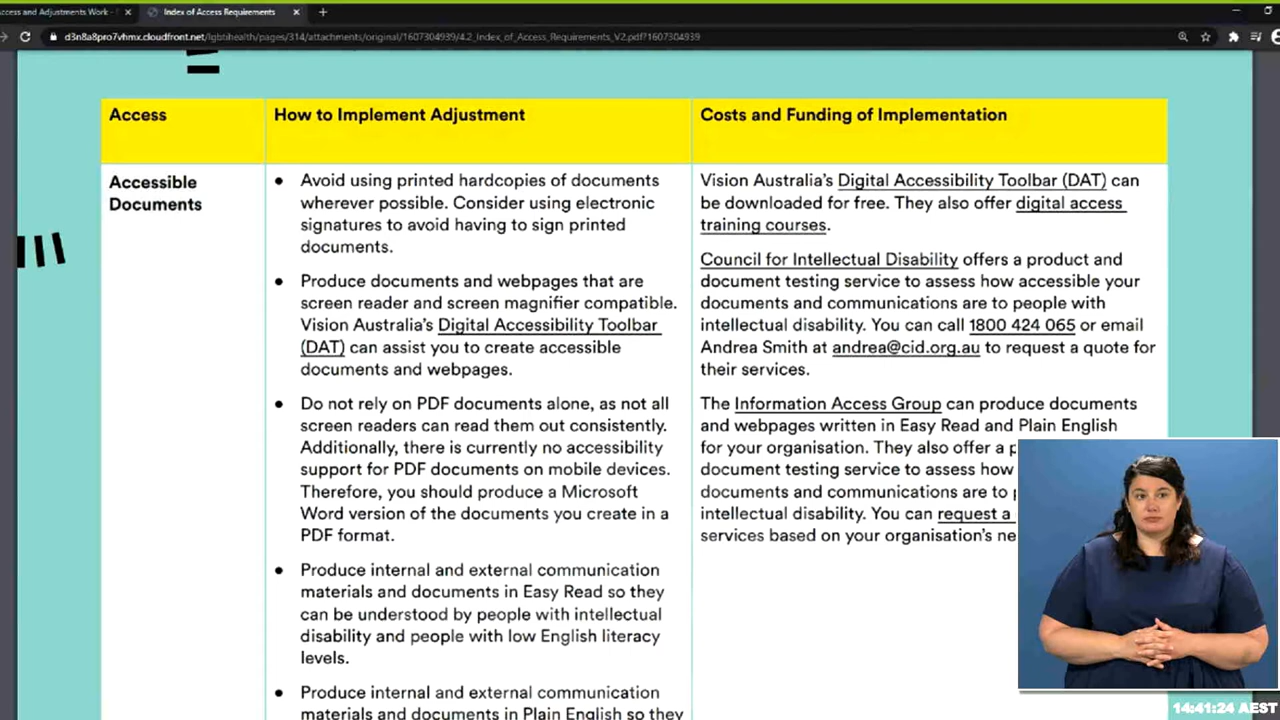 ccess and Adjustments Work -
Index of Access Requirements
d3n8a8pro7vhmx.cloudfront.net/lgbtihealth/pages/314/attachments/original/1607304939/4.2_Index_of_Access_Requirements_V2.pdf?1607304939
Access
How to Implement Adjustment
Costs and Funding of Implementation
Accessible
Documents
● Avoid using printed hardcopies of documents
wherever possible. Consider using electronic
signatures to avoid having to sign printed
documents.
● Produce documents and webpages that are
screen reader and screen magnifier compatible.
Vision Australia’s Digital Accessibility Toolbar
(DAT) can assist you to create accessible
documents and webpages.
● Do not rely on PDF documents alone, as not all
screen readers can read them out consistently.
Additionally, there is currently no accessibility
support for PDF documents on mobile devices.
Therefore, you should produce a Microsoft
Word version of the documents you create in a
PDF format.
● Produce internal and external communication
materials and documents in Easy Read so they
can be understood by people with intellectual
disability and people with low English literacy
levels.
● Produce internal and external communication
materials and documents in Plain English so they
Vision Australia’s Digital Accessibility Toolbar (DAT) can
be downloaded for free. They also offer digital access
training courses.
Council for Intellectual Disability offers a product and
document testing service to assess how accessible your
documents and communications are to people with
intellectual disability. You can call 1800 424 065 or email
Andrea Smith at andrea@cid.org.au to request a quote for
their services.
The Information Access Group can produce documents
and webpages written in Easy Read and Plain English
for your organisation. They also offer a p
document testing service to assess how
documents and communications are to p
intellectual disability. You can request a
services based on your organisation’s ne
14:41:24 AEST